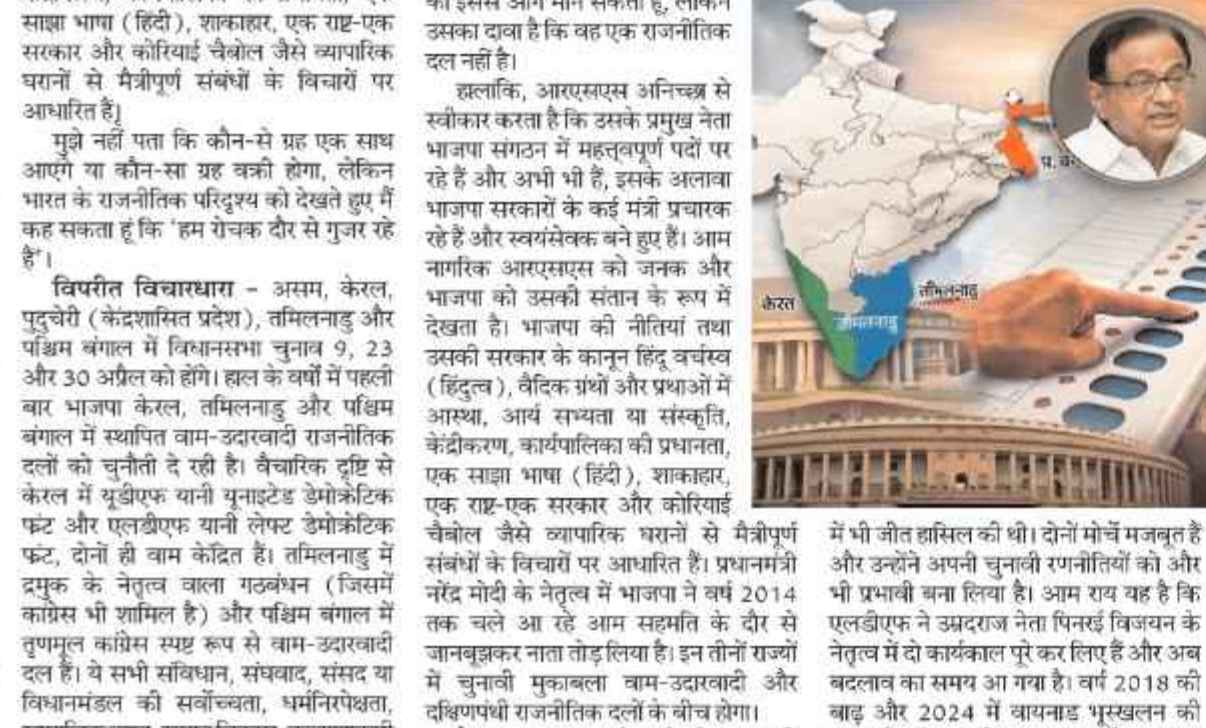 साझा भाषा (हिंदी), शाकाहार, एक राष्ट्र-एक
सरकार और कोरियाई चैबोल जैसे व्यापारिक
घरानों से मैत्रीपूर्ण संबंधों के विचारों पर
आधारित हैं]
मुझे नहीं पता कि कौन-से ग्रह एक साथ
आएंगे या कौन-सा ग्रह वक्री होगा, लेकिन
भारत के राजनीतिक परिदृश्य को देखते हुए मैं
कह सकता हूं कि 'हम रोचक दौर से गुजर रहे
हैं'।
विपरीत विचारधारा - असम, केरल,
पुदुचेरी (केंद्रशासित प्रदेश), तमिलनाडु और
पश्चिम बंगाल में विधानसभा चुनाव 9, 23
और 30 अप्रैल को होंगे। हाल के वर्षों में पहली
बार भाजपा केरल, तमिलनाडु और पश्चिम
बंगाल में स्थापित वाम-उदारवादी राजनीतिक
दलों को चुनौती दे रही है। वैचारिक दृष्टि से
केरल में यूडीएफ यानी यूनाइटेड डेमोक्रेटिक
फ्रंट और एलडीएफ यानी लेफ्ट डेमोक्रेटिक
फ्रंट, दोनों ही वाम केंद्रित हैं। तमिलनाडु में
द्रमुक के नेतृत्व वाला गठबंधन (जिसमें
कांग्रेस भी शामिल है) और पश्चिम बंगाल में
तृणमूल कांग्रेस स्पष्ट रूप से वाम-उदारवादी
दल हैं। ये सभी संविधान, संघवाद, संसद या
विधानमंडल की सर्वोच्चता, धर्मनिरपेक्षता,
को इससे आगे मान सकता हूं, लेकिन
उसका दावा है कि वह एक राजनीतिक
दल नहीं है।
हालांकि, आरएसएस अनिच्छा से
स्वीकार करता है कि उसके प्रमुख नेता
भाजपा संगठन में महत्त्वपूर्ण पदों पर
रहे हैं और अभी भी हैं, इसके अलावा
भाजपा सरकारों के कई मंत्री प्रचारक
रहे हैं और स्वयंसेवक बने हुए हैं। आम
नागरिक आरएसएस को जनक और
भाजपा को उसकी संतान के रूप में
देखता है। भाजपा की नीतियां तथा
उसकी सरकार के कानून हिंदू वर्चस्व
(हिंदुत्व), वैदिक ग्रंथों और प्रथाओं में
आस्था, आर्य सभ्यता या संस्कृति,
केंद्रीकरण, कार्यपालिका की प्रधानता,
एक साझा भाषा (हिंदी), शाकाहार,
एक राष्ट्र-एक सरकार और कोरियाई
चैबोल जैसे व्यापारिक घरानों से मैत्रीपूर्ण
संबंधों के विचारों पर आधारित हैं। प्रधानमंत्री
नरेंद्र मोदी के नेतृत्व में भाजपा ने वर्ष 2014
तक चले आ रहे आम सहमति के दौर से
जानबूझकर नाता तोड़ लिया है। इन तीनों राज्यों
में चुनावी मुकाबला वाम-उदारवादी और
दक्षिणपंथी राजनीतिक दलों के बीच होगा।
प. बं
केरल
तमिलनाडु
तमिलनाडु
में भी जीत हासिल की थी। दोनों मोर्चे मजबूत हैं
और उन्होंने अपनी चुनावी रणनीतियों को और
भी प्रभावी बना लिया है। आम राय यह है कि
एलडीएफ ने उम्रदराज नेता पिनरई विजयन के
नेतृत्व में दो कार्यकाल पूरे कर लिए हैं और अब
बदलाव का समय आ गया है। वर्ष 2018 की
बाढ़ और 2024 में वायनाड भूस्खलन की